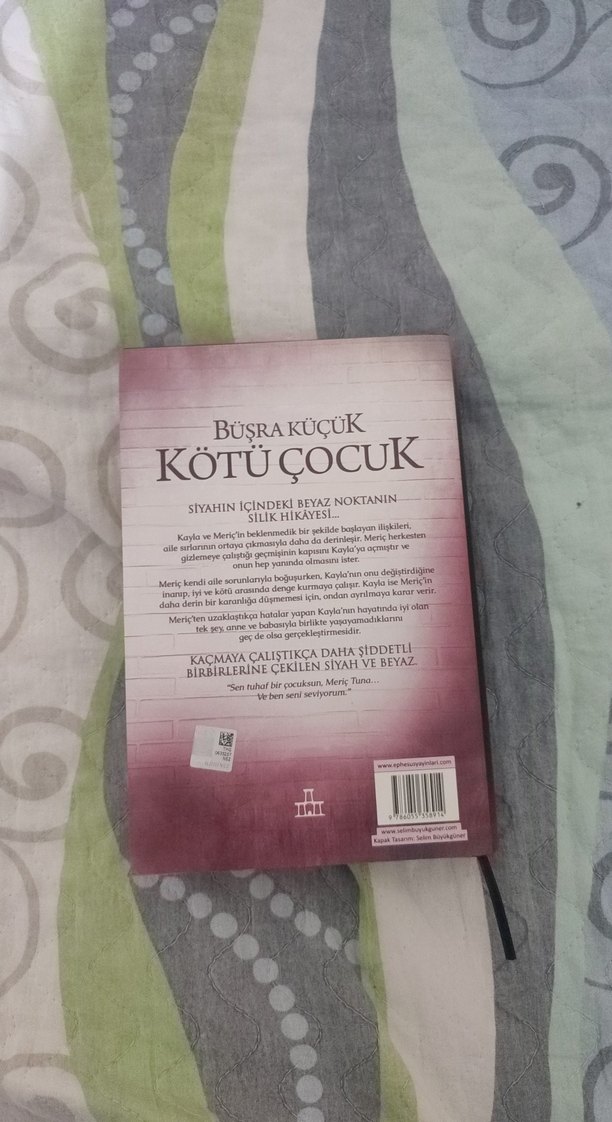 BÜŞRA KÜÇÜK
KÖTÜ ÇOCUK
SİYAHIN İÇİNDEKİ BEYAZ NOKTANIN
SİLİK HİKÂYESİ...
Kayla ve Meriç'in beklenmedik bir şekilde başlayan ilişkileri,
aile sırlarının ortaya çıkmasıyla daha da derinleşir. Meriç herkesten
gizlemeye çalıştığı geçmişinin kapısını Kayla'ya açmıştır ve
onun hep yanında olmasını ister.
Meriç kendi aile sorunlarıyla boğuşurken, Kayla'nın onu değiştirdiğine
inanıp, iyi ve kötü arasında denge kurmaya çalışır. Kayla ise Meriç'in
daha derin bir karanlığa düşmemesi için, ondan ayrılmaya karar verir.
Meriç'ten uzaklaştıkça hatalar yapan Kayla'nın hayatında iyi olan
tek şey, anne ve babasıyla birlikte yaşayamadıklarını
geç de olsa gerçekleştirmesidir.
KAÇMAYA ÇALIŞTIKÇA DAHA ŞİDDETLİ
BİRBİRLERİNE ÇEKİLEN SİYAH VE BEYAZ.
"Sen tuhaf bir çocuksun, Meriç Tuna...
Ve ben seni seviyorum."
www.ephesusyayinlari.com
9 786055 358914
www.selimbuyukguner.com
Kapak Tasarım: Selim Büyükgüner